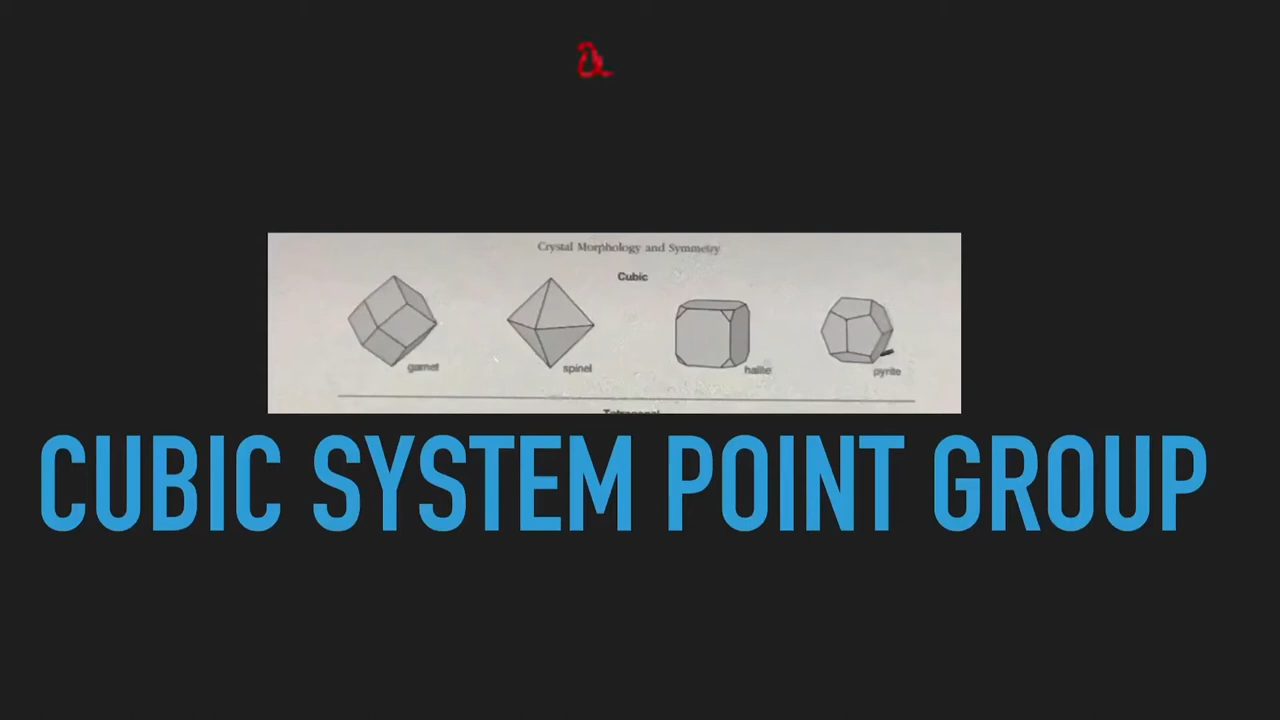 a
Crystal Morphology and Symmetry
Cubic
garnet
spinel
halite
pyrite
CUBIC SYSTEM POINT GROUP